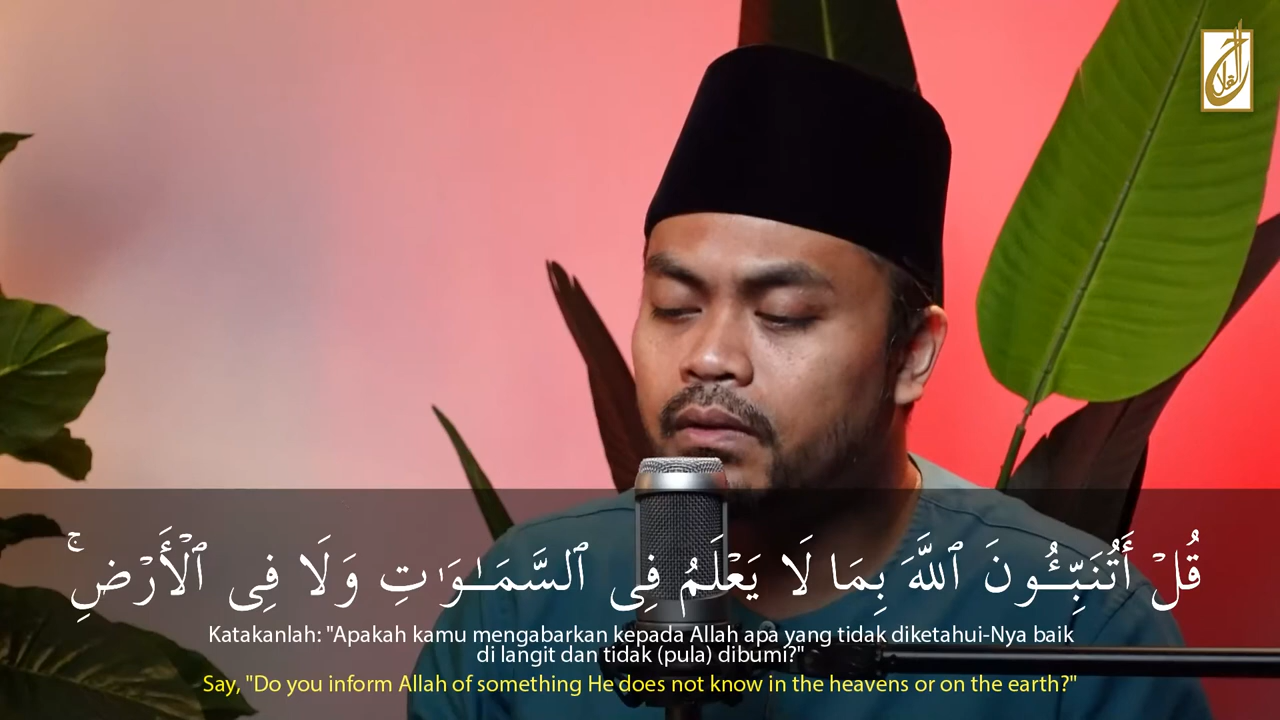 قُلْ أَتُنَبِّـُٔونَ ٱللَّهَ بِمَا لَا يَعْلَمُ فِى ٱلسَّمَـٰوَٰتِ وَلَا فِى ٱلْأَرْضِ ۚ
Katakanlah: "Apakah kamu mengabarkan kepada Allah apa yang tidak diketahui-Nya baik
di langit dan tidak (pula) dibumi?"
Say, "Do you inform Allah of something He does not know in the heavens or on the earth?"